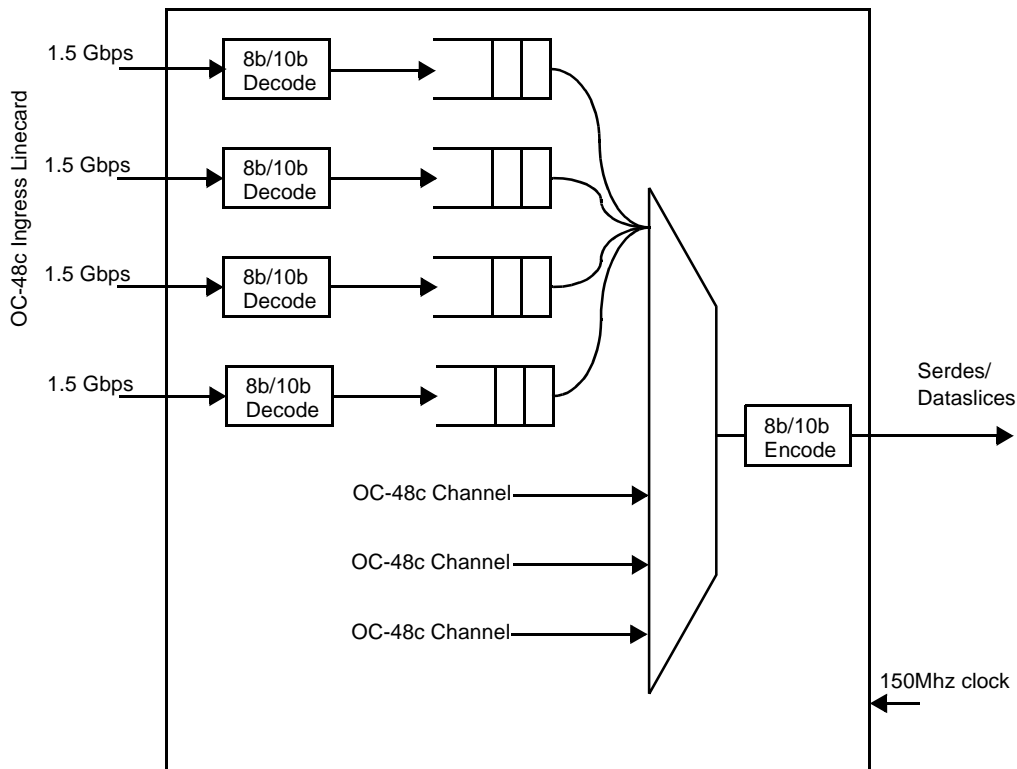 OC-48c Ingress Linecard
1.5 Gbps
8b/10b
Decode
1.5 Gbps
8b/10b
Decode
1.5 Gbps
8b/10b
Decode
1.5 Gbps
8b/10b
Decode
Serdes/
Dataslices
8b/10b
Encode
OC-48c Channel
OC-48c Channel
OC-48c Channel
150Mhz clock